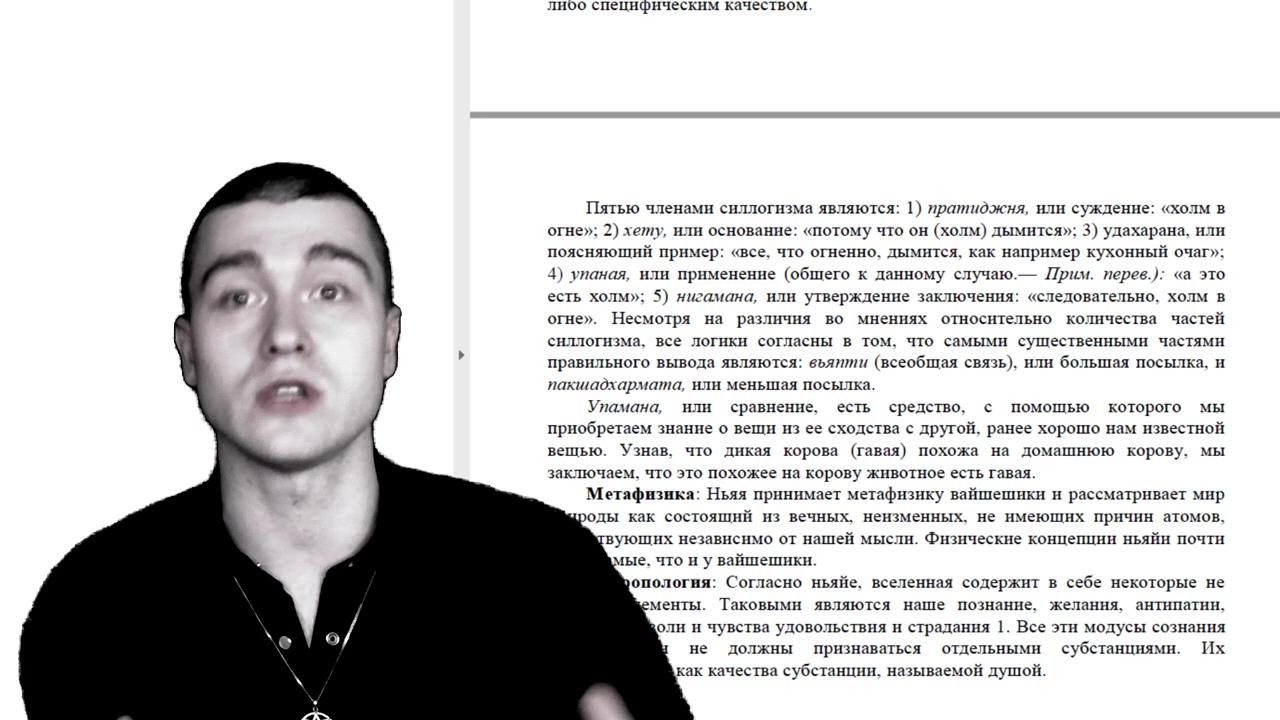 либо специфическим качеством.
Пятью членами силлогизма являются: 1) пратиджня, или суждение: «холм в
огне»; 2) хету, или основание: «потому что он (холм) дымится»; 3) удахарана, или
поясняющий пример: «все, что огненно, дымится, как например кухонный очаг»;
4) упаная, или применение (общего к данному случаю.— Прим. перев.): «а это
есть холм»; 5) нигамана, или утверждение заключения: «следовательно, холм в
огне». Несмотря на различия во мнениях относительно количества частей
силлогизма, все логики согласны в том, что самыми существенными частями
правильного вывода являются: вьяпти (всеобщая связь), или большая посылка, и
пакшадхармата, или меньшая посылка.
Упамана, или сравнение, есть средство, с помощью которого мы
приобретаем знание о вещи из ее сходства с другой, ранее хорошо нам известной
вещью. Узнав, что дикая корова (гавая) похожа на домашнюю корову, мы
заключаем, что это похожее на корову животное есть гавая.
Метафизика: Ньяя принимает метафизику вайшешики и рассматривает мир
как состоящий из вечных, неизменных, не имеющих причин атомов,
независимо от нашей мысли. Физические концепции ньяйи почти
что и у вайшешики.
Согласно ньяйе, вселенная содержит в себе некоторые не
Таковыми являются наше познание, желания, антипатии,
и чувства удовольствия и страдания 1. Все эти модусы сознания
не должны признаваться отдельными субстанциями. Их
как качества субстанции, называемой душой.